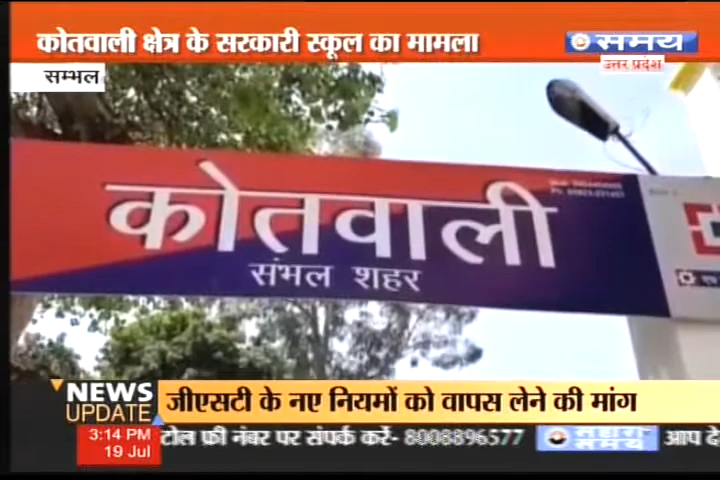 कोतवाली क्षेत्र के सरकारी स्कूल का मामला
समय
उत्तर प्रदेश
सम्भल
कोतवाली
संभल शहर
NEWS UPDATE
जीएसटी के नए नियमों को वापस लेने की मांग
3:14 PM
19 Jul
टोल फ्री नंबर पर संपर्क करें- 8008896577
सहारा समय
आप दे